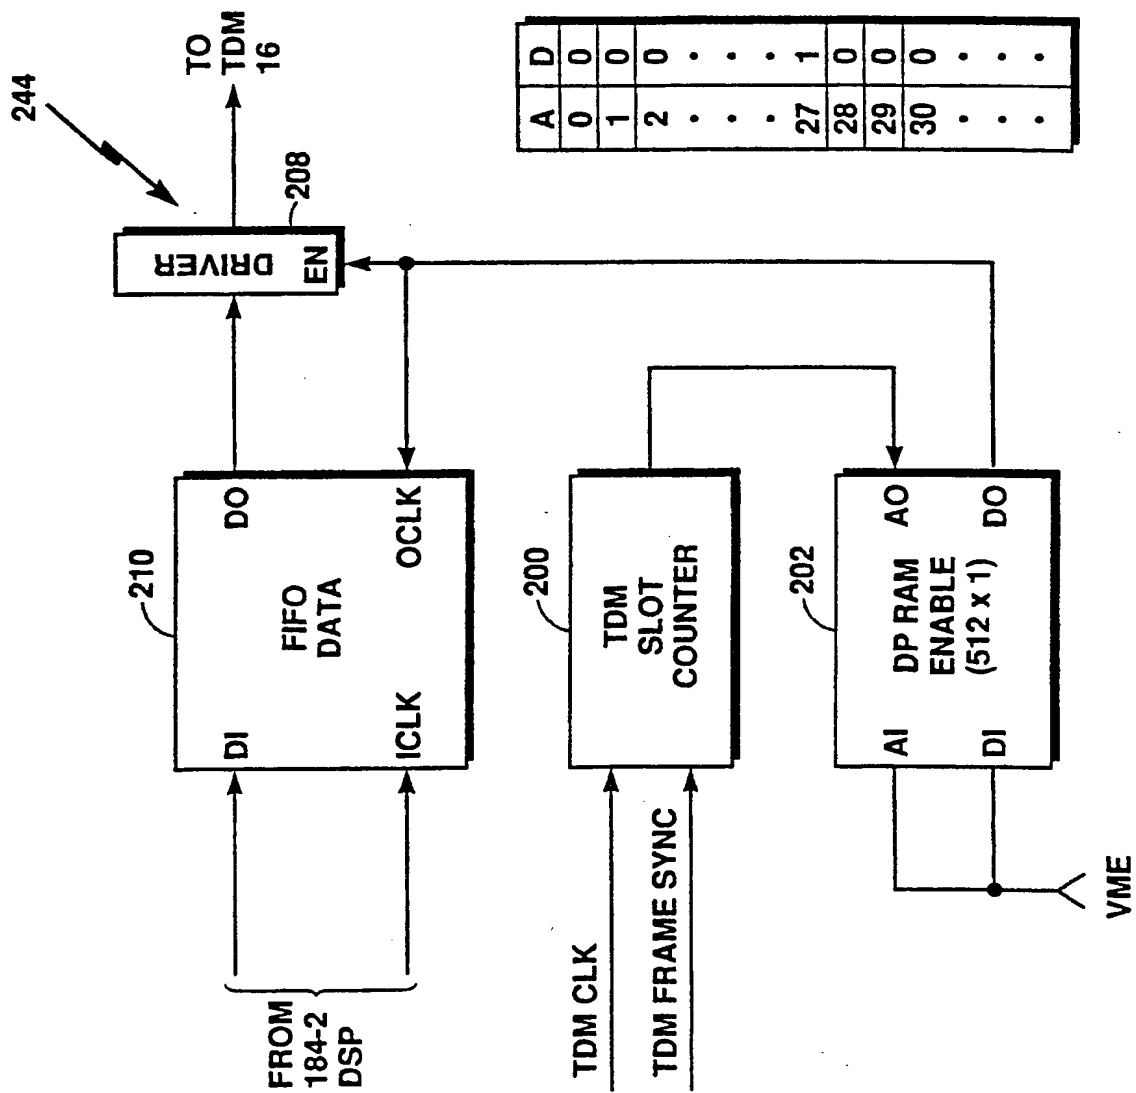 244
TO
TDM
16
DRIVER
EN
208
210
DI
DO
FIFO
DATA
ICLK
OCLK
FROM
184-2
DSP
200
TDM
SLOT
COUNTER
TDM CLK
TDM FRAME SYNC
202
AI
AO
DP RAM
ENABLE
(512 x 1)
DI
DO
VME
A D
0 0
1 0
2 0
· ·
· ·
· ·
27 1
28 0
29 0
30 0
· ·
· ·
· ·